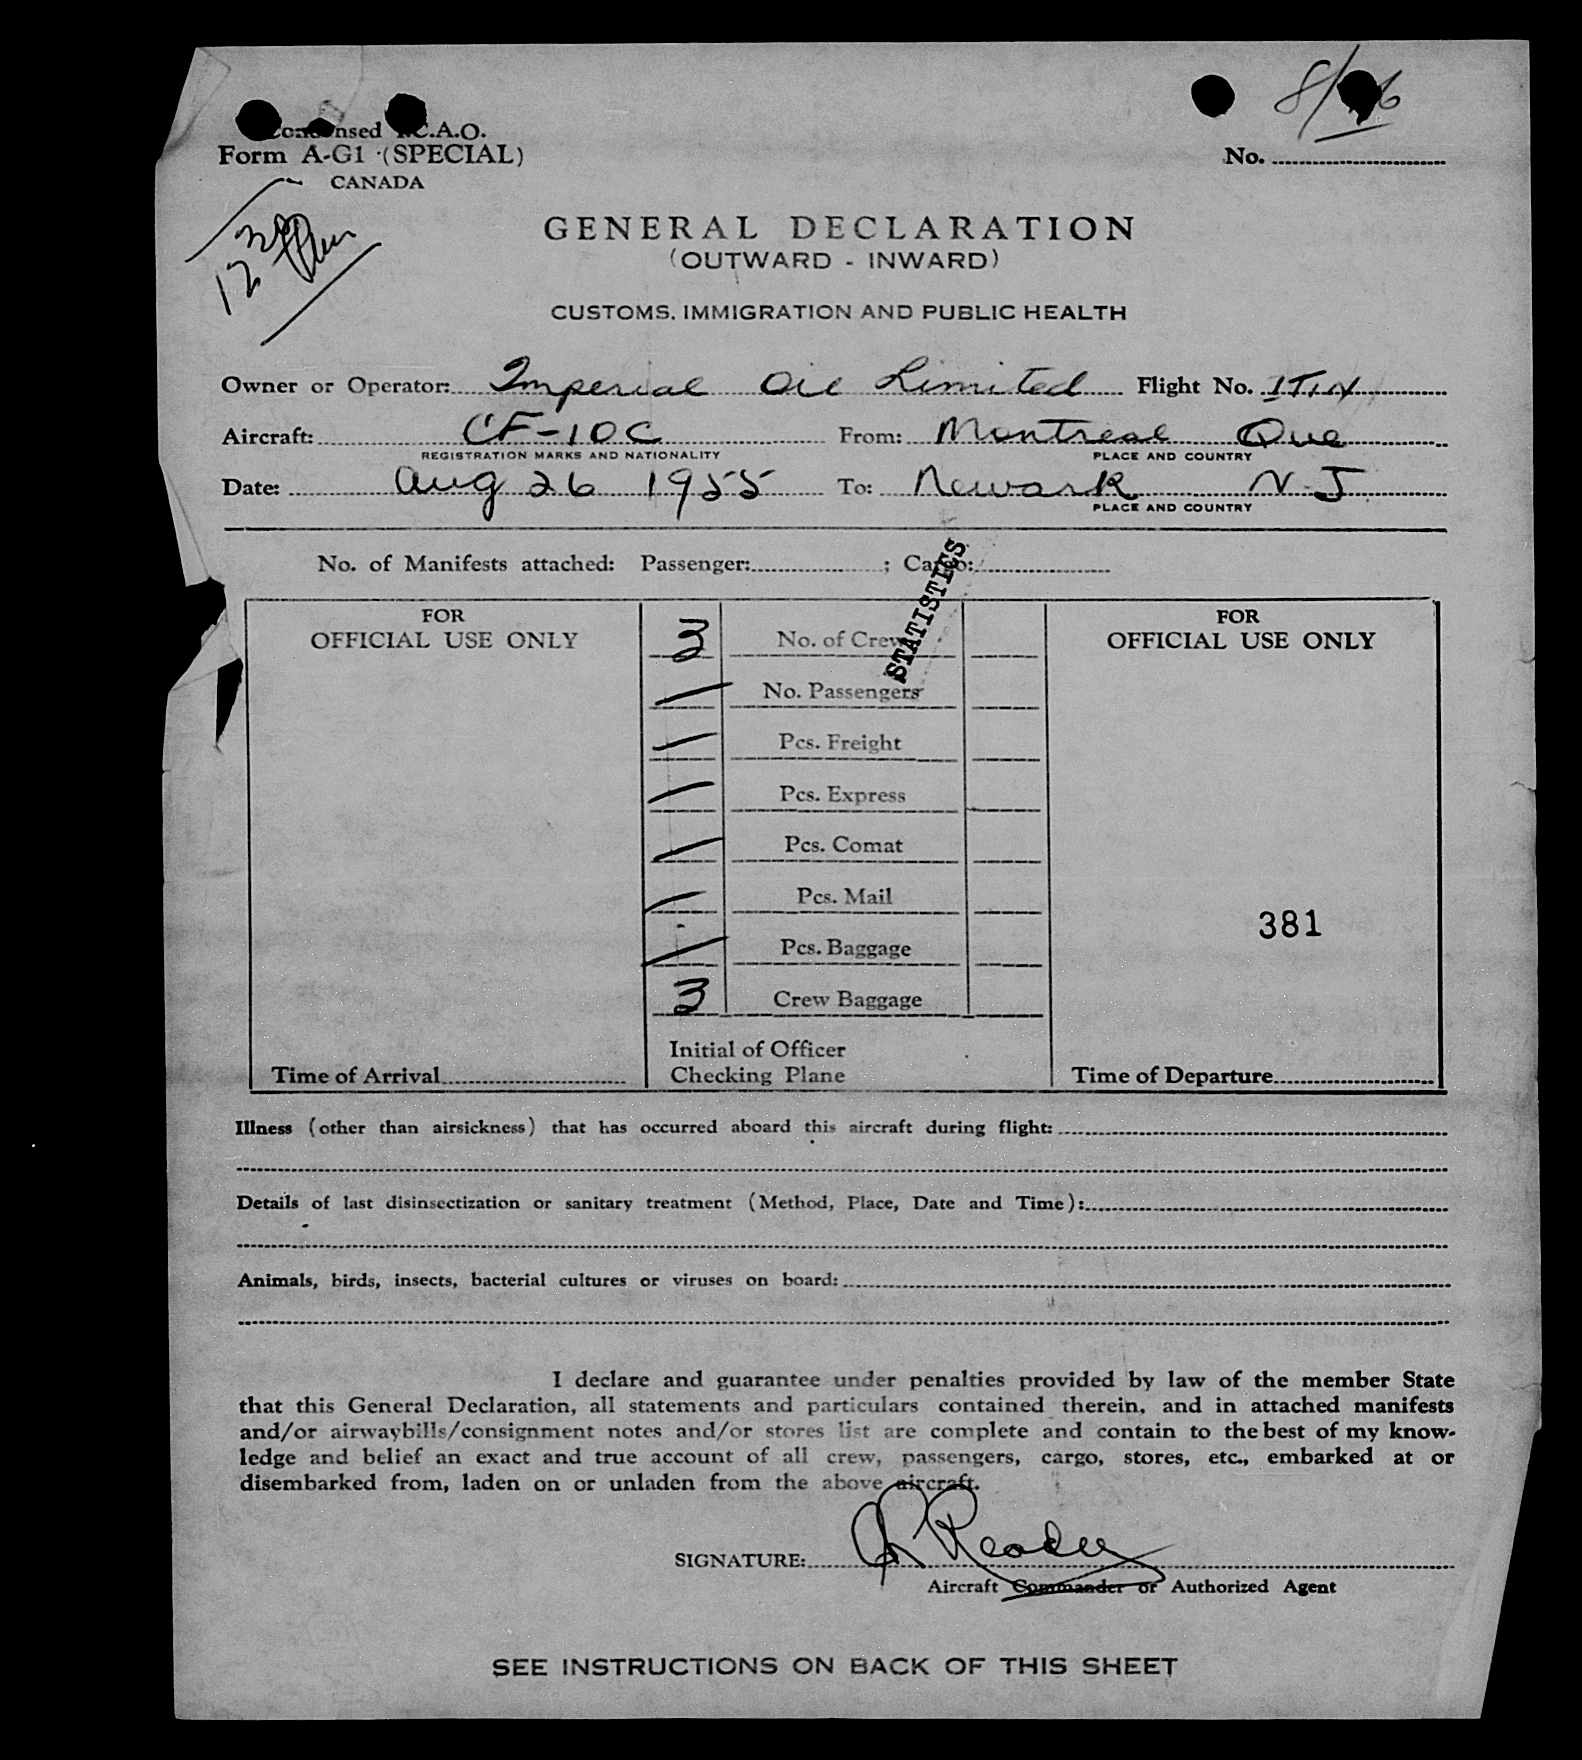 8/26
Condensed I.C.A.O.
Form A-G1 (SPECIAL)
No.
CANADA
12 30 Pm
GENERAL DECLARATION
(OUTWARD - INWARD)
CUSTOMS, IMMIGRATION AND PUBLIC HEALTH
Owner or Operator: Imperial Oil Limited Flight No. ITIN
Aircraft: CF-IOC From: Montreal Que
REGISTRATION MARKS AND NATIONALITY PLACE AND COUNTRY
Date: Aug 26 1955 To: Newark N.J.
PLACE AND COUNTRY
No. of Manifests attached: Passenger: ; Cargo:
STATISTICS
FOR
OFFICIAL USE ONLY
3 No. of Crew
No. Passengers
Pcs. Freight
Pcs. Express
Pcs. Comat
Pcs. Mail
Pcs. Baggage
3 Crew Baggage
FOR
OFFICIAL USE ONLY
381
Time of Arrival
Initial of Officer
Checking Plane
Time of Departure
Illness (other than airsickness) that has occurred aboard this aircraft during flight:
Details of last disinsectization or sanitary treatment (Method, Place, Date and Time):
Animals, birds, insects, bacterial cultures or viruses on board:
I declare and guarantee under penalties provided by law of the member State
that this General Declaration, all statements and particulars contained therein, and in attached manifests
and/or airwaybills/consignment notes and/or stores list are complete and contain to the best of my know-
ledge and belief an exact and true account of all crew, passengers, cargo, stores, etc., embarked at or
disembarked from, laden on or unladen from the above aircraft.
SIGNATURE:
Aircraft Commander or Authorized Agent
SEE INSTRUCTIONS ON BACK OF THIS SHEET